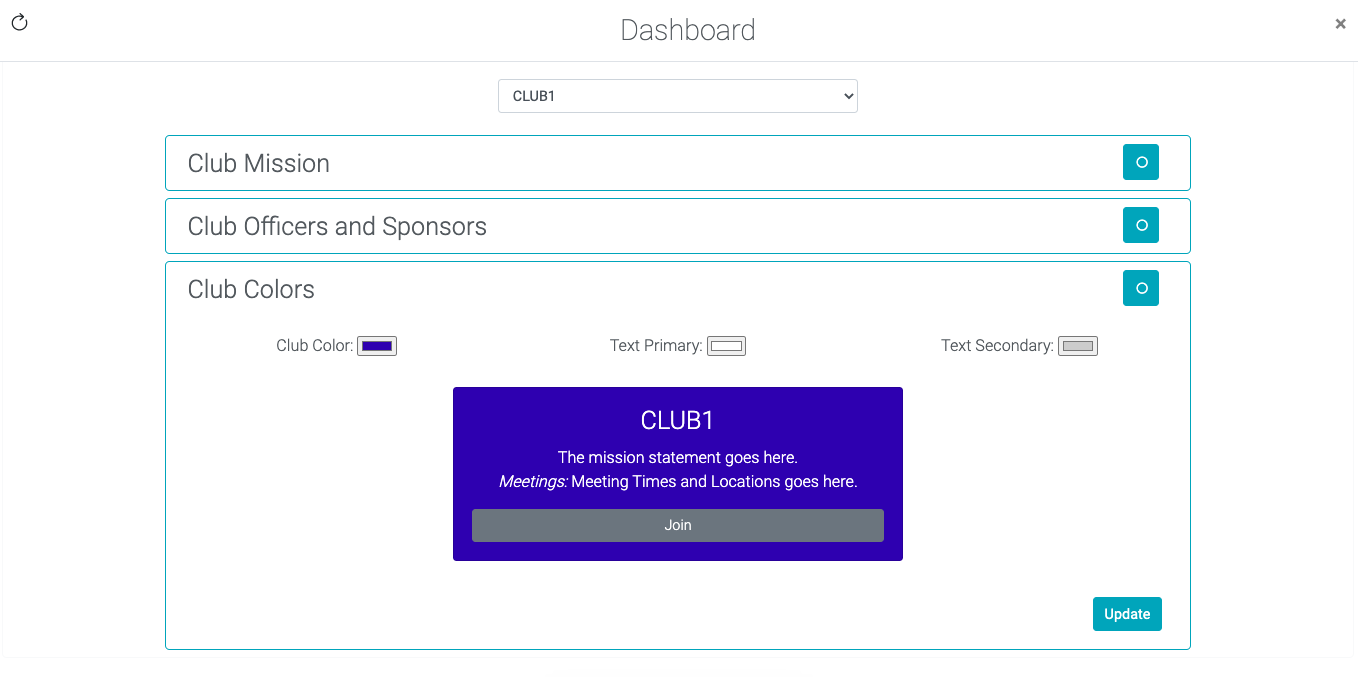 Dashboard
CLUB1
Club Mission
Club Officers and Sponsors
Club Colors
Club Color: Text Primary: Text Secondary:
CLUB1
The mission statement goes here.
Meetings: Meeting Times and Locations goes here.
Join
Update